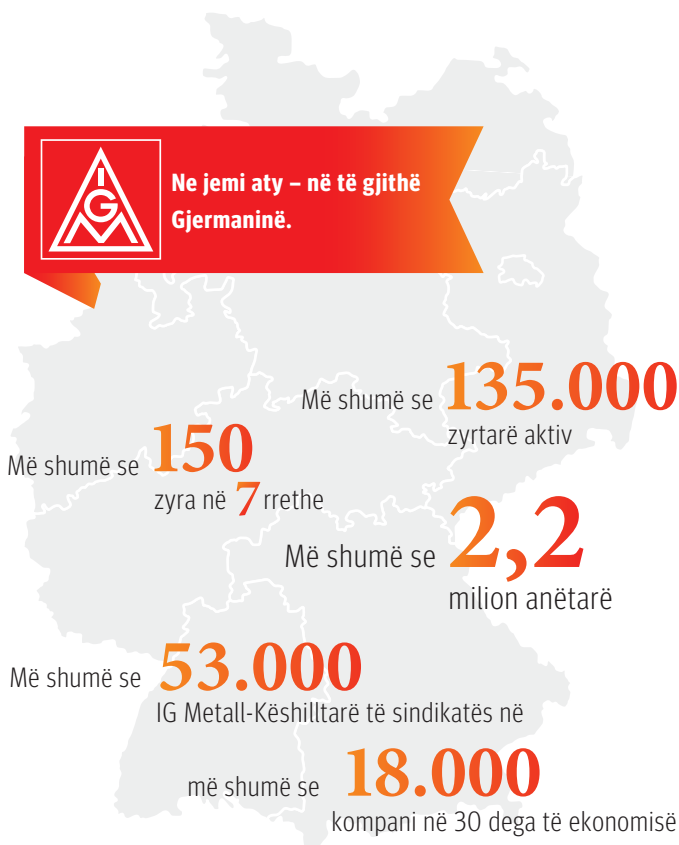 IGM
Ne jemi aty – në të gjithë
Gjermaninë.
Më shumë se 135.000
zyrtarë aktiv
Më shumë se 150
zyra në 7 rrethe
Më shumë se 2,2
milion anëtarë
Më shumë se 53.000
IG Metall-Këshilltarë të sindikatës në
më shumë se 18.000
kompani në 30 dega të ekonomisë